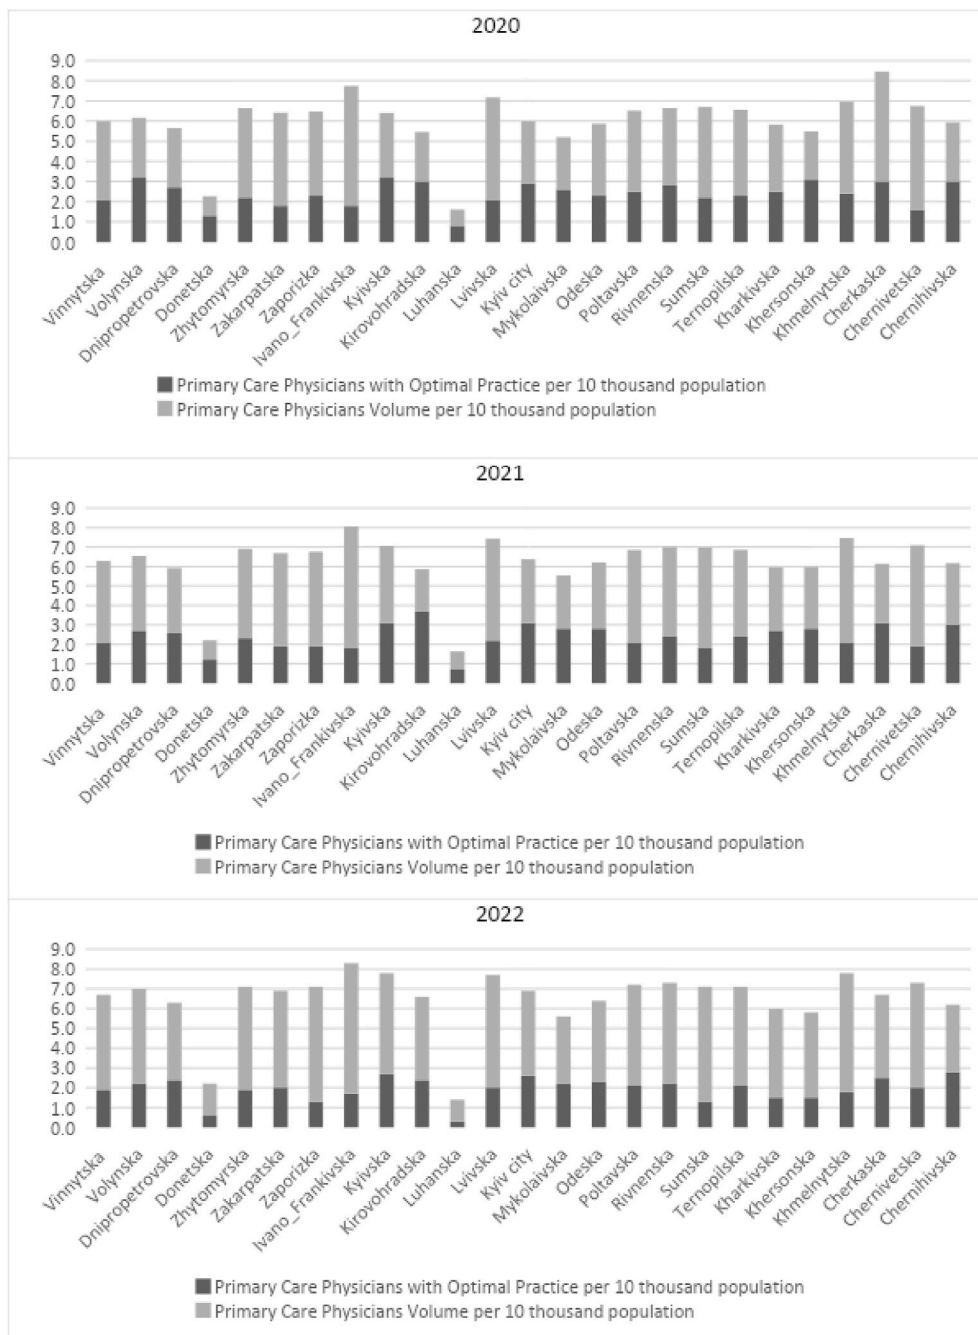 2020
9.0
8.0
7.0
6.0
5.0
4.0
3.0
2.0
1.0
0.0
Vinnytska
Volynska
Dnipropetrovska
Donetska
Zhytomyrska
Zakarpatska
Zaporizka
Ivano_Frankivska
Kyivska
Kirovohradska
Luhanska
Lvivska
Kyiv city
Mykolaivska
Odeska
Poltavska
Rivnenska
Sumska
Ternopilska
Kharkivska
Khersonska
Khmelnytska
Cherkaska
Chernivetska
Chernihivska
Primary Care Physicians with Optimal Practice per 10 thousand population
Primary Care Physicians Volume per 10 thousand population
2021
9.0
8.0
7.0
6.0
5.0
4.0
3.0
2.0
1.0
0.0
Vinnytska
Volynska
Dnipropetrovska
Donetska
Zhytomyrska
Zakarpatska
Zaporizka
Ivano_Frankivska
Kyivska
Kirovohradska
Luhanska
Lvivska
Kyiv city
Mykolaivska
Odeska
Poltavska
Rivnenska
Sumska
Ternopilska
Kharkivska
Khersonska
Khmelnytska
Cherkaska
Chernivetska
Chernihivska
Primary Care Physicians with Optimal Practice per 10 thousand population
Primary Care Physicians Volume per 10 thousand population
2022
9.0
8.0
7.0
6.0
5.0
4.0
3.0
2.0
1.0
0.0
Vinnytska
Volynska
Dnipropetrovska
Donetska
Zhytomyrska
Zakarpatska
Zaporizka
Ivano_Frankivska
Kyivska
Kirovohradska
Luhanska
Lvivska
Kyiv city
Mykolaivska
Odeska
Poltavska
Rivnenska
Sumska
Ternopilska
Kharkivska
Khersonska
Khmelnytska
Cherkaska
Chernivetska
Chernihivska
Primary Care Physicians with Optimal Practice per 10 thousand population
Primary Care Physicians Volume per 10 thousand population